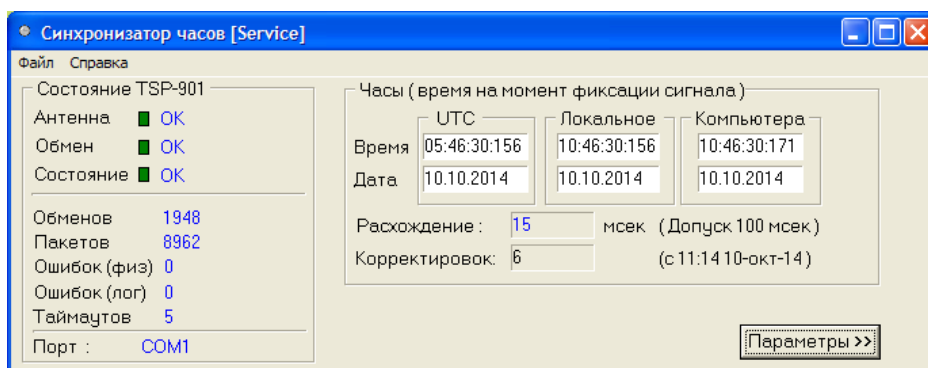 Синхронизатор часов [Service]
Файл Справка
Состояние TSP-901
Антенна OK
Обмен OK
Состояние OK
Обменов 1948
Пакетов 8962
Ошибок (физ) 0
Ошибок (лог) 0
Таймаутов 5
Порт : COM1
Часы ( время на момент фиксации сигнала )
UTC Локальное Компьютера
Время 05:46:30:156 10:46:30:156 10:46:30:171
Дата 10.10.2014 10.10.2014 10.10.2014
Расхождение : 15 мсек (Допуск 100 мсек )
Корректировок: 6 (с 11:14 10-окт-14 )
Параметры >>